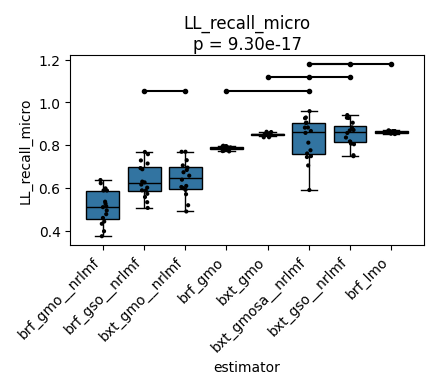 LL_recall_micro
p = 9.30e-17
LL_recall_micro
1.2
1.0
0.8
0.6
0.4
brf_gmo__nrlmf
brf_gso__nrlmf
bxt_gmo__nrlmf
brf_gmo
bxt_gmo
bxt_gmosa__nrlmf
bxt_gso__nrlmf
brf_lmo
estimator